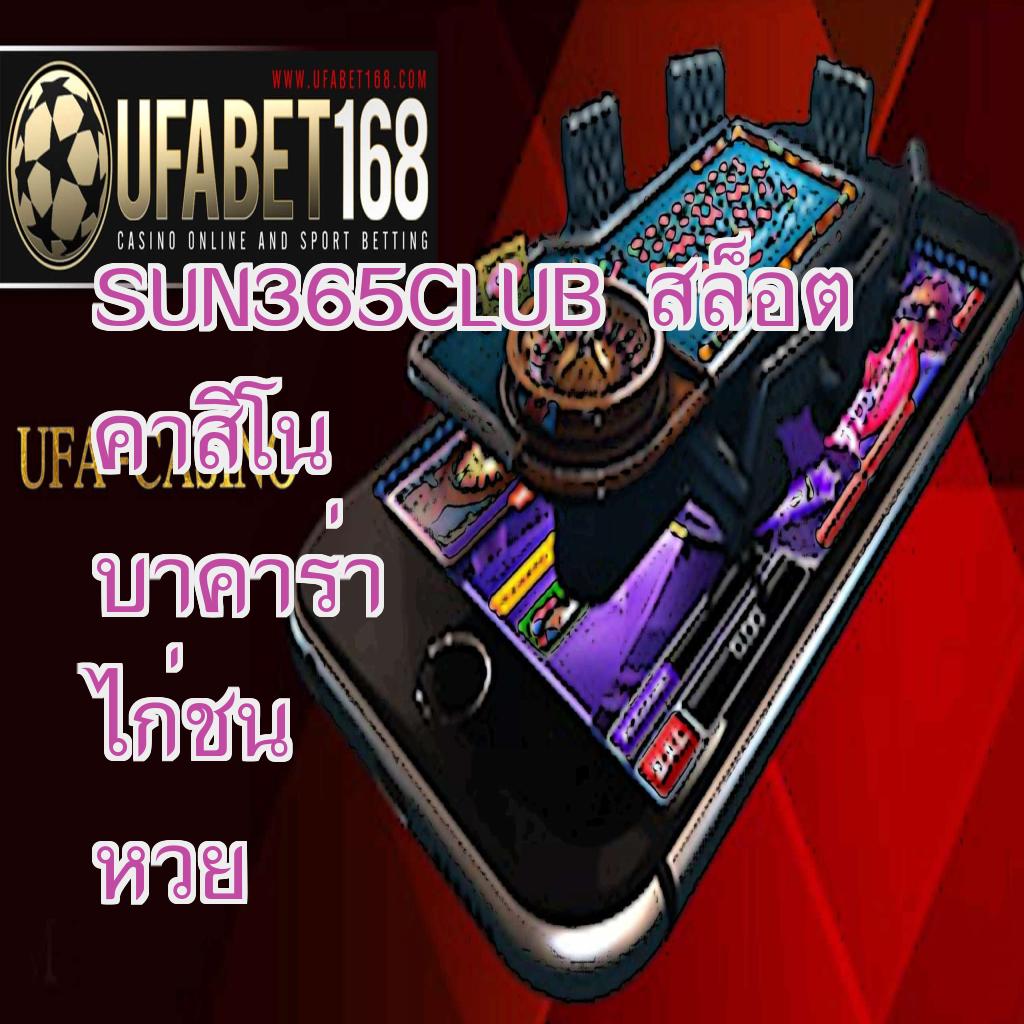 WWW.UFABET168.COM
UFABET168
CASINO ONLINE AND SPORT BETTING
SUN365CLUB สล็อต
คาสิโน
UFA CASINO
บาคาร่า
ไก่ชน
หวย